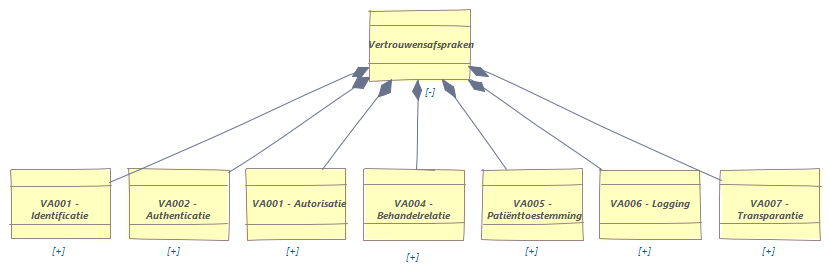 Vertrouwensafspraken
[-]
VA001 -
Identificatie
VA002 -
Authenticatie
VA001 - Autorisatie
VA004 -
Behandelrelatie
VA005 -
Patiënttoestemming
VA006 - Logging
VA007 -
Transparantie
[+]
[+]
[+]
[+]
[+]
[+]
[+]